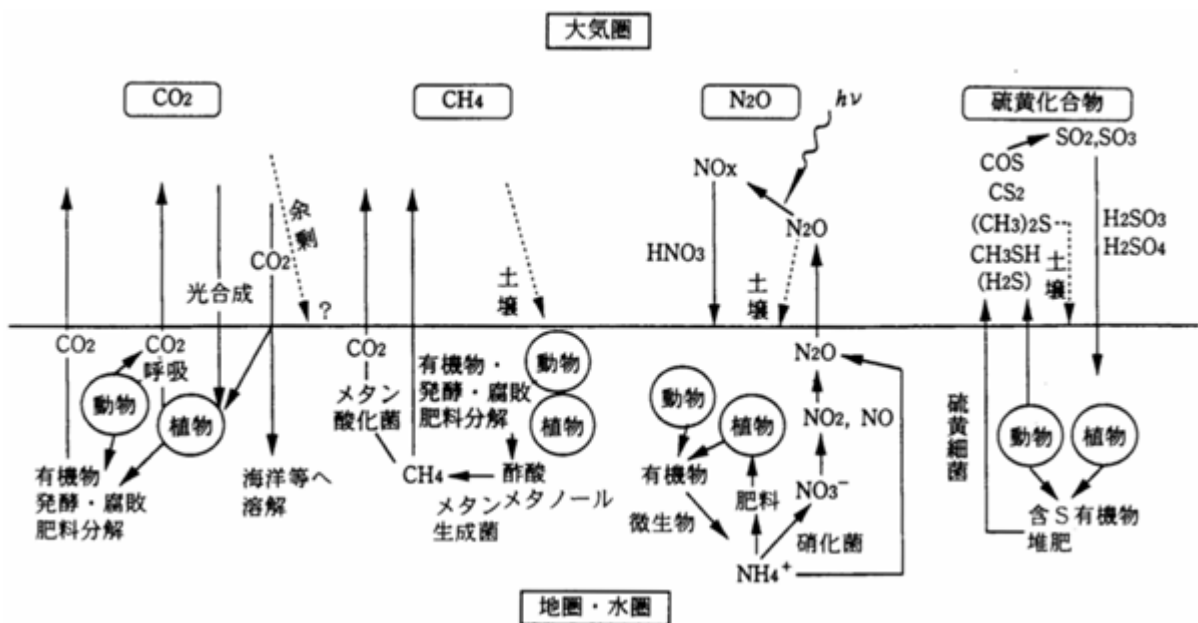 大気圏
CO2
CH4
N2O
硫黄化合物
hν
SO2,SO3
COS
CS2
(CH3)2S
CH3SH
(H2S)
H2SO3
H2SO4
土壌
NOx
N2O
HNO3
土壌
余剰
CO2
光合成
?
土壌
CO2
CO2
呼吸
動物
植物
有機物
発酵・腐敗
肥料分解
海洋等へ
溶解
CO2
メタン
酸化菌
有機物・
発酵・腐敗
肥料分解
動物
植物
CH4
酢酸
メタノール
メタン
生成菌
N2O
動物
植物
NO2, NO
有機物
肥料
NO3−
微生物
硝化菌
NH4+
硫黄細菌
動物
植物
含S有機物
堆肥
地圏・水圏